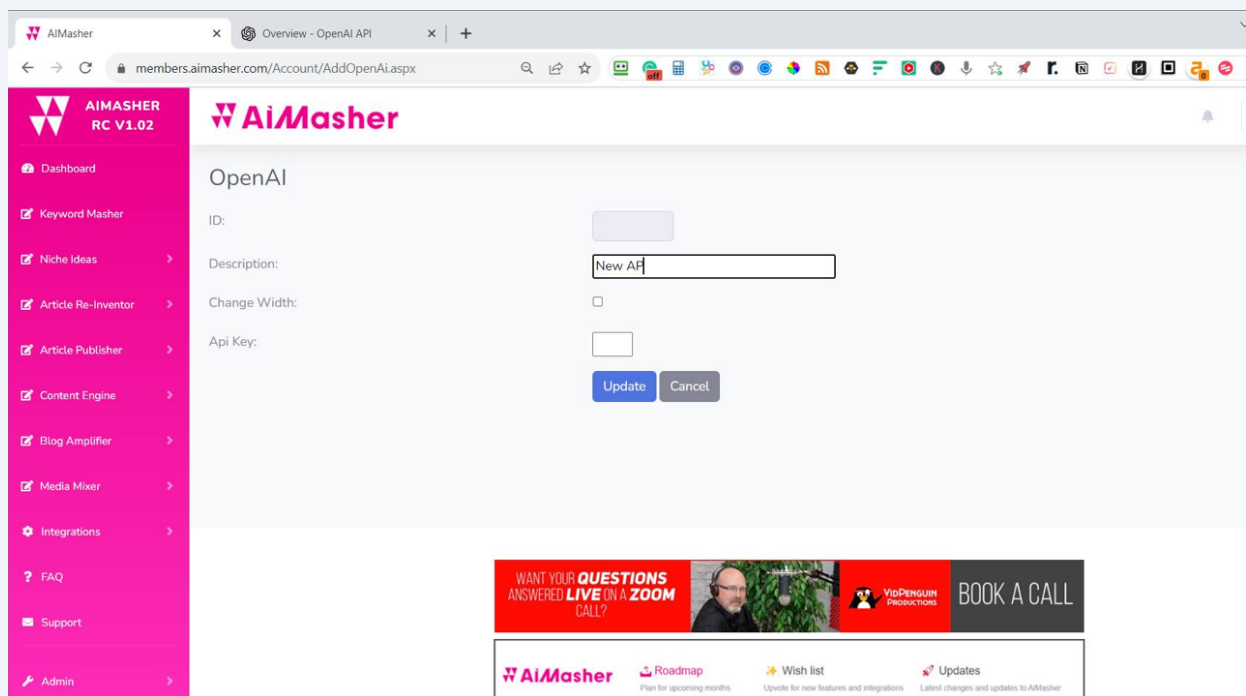 AIMasher
Overview - OpenAI API
members.aimasher.com/Account/AddOpenAi.aspx
off
0
AIMASHER
RC V1.02
AiMasher
Dashboard
Keyword Masher
Niche Ideas
Article Re-Inventor
Article Publisher
Content Engine
Blog Amplifier
Media Mixer
Integrations
FAQ
Support
Admin
OpenAI
ID:
Description:
New AP
Change Width:
Api Key:
Update Cancel
WANT YOUR QUESTIONS
ANSWERED LIVE ON A ZOOM
CALL?
VIDPENGUIN
PRODUCTIONS
BOOK A CALL
AiMasher
Roadmap
Plan for upcoming months
Wish list
Upvote for new features and integrations
Updates
Latest changes and updates to AiMasher